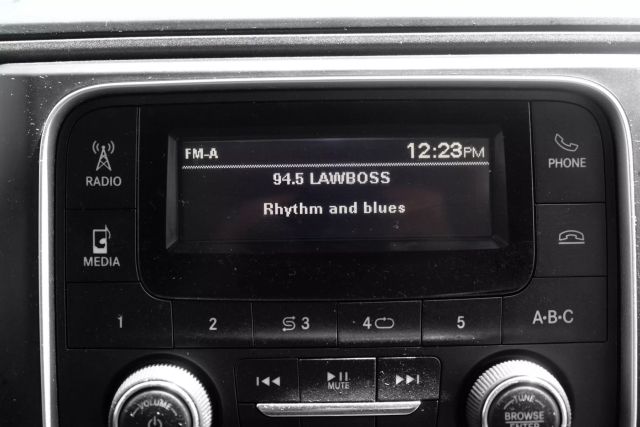 FM-A 12:23PM
94.5 LAWBOSS
Rhythm and blues
RADIO
PHONE
MEDIA
1 2 3 4 5 A·B·C
MUTE
VOLUME
TUNE
BROWSE
ENTER